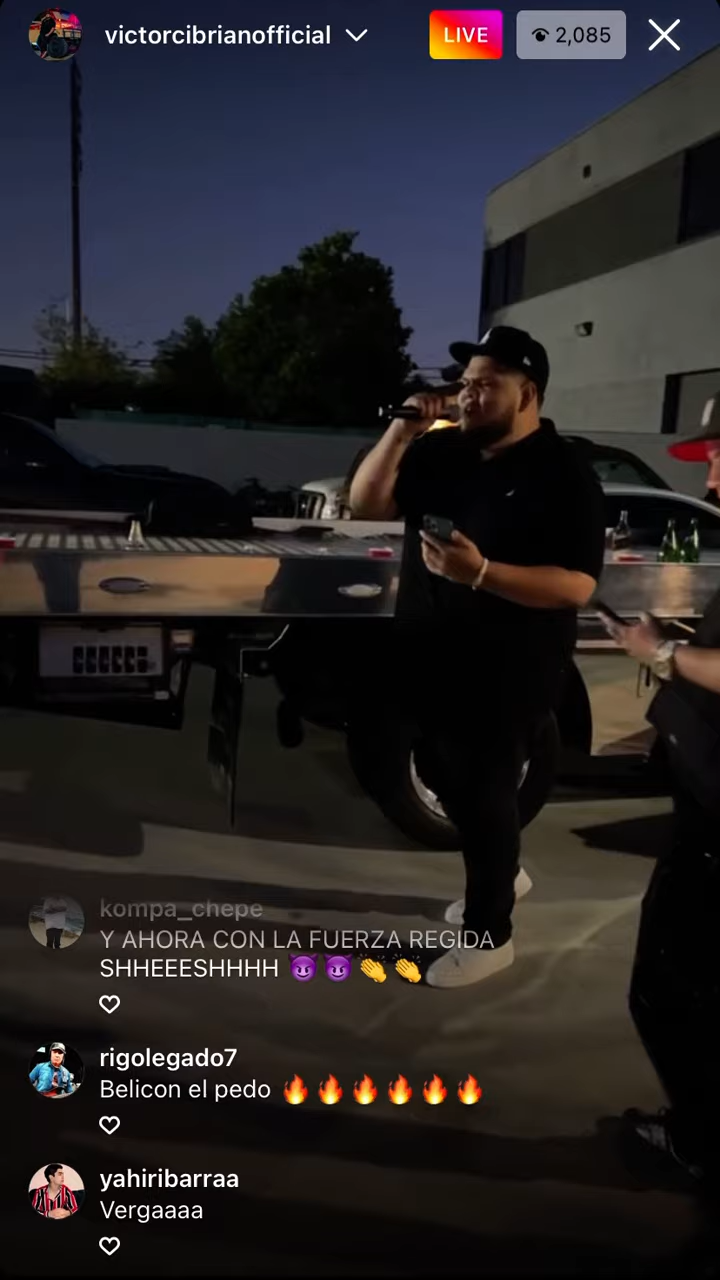 victorcibrianofficial
LIVE
2,085
kompa_chepe
Y AHORA CON LA FUERZA REGIDA
SHHEEESHHHH 😈 😈 👏 👏
rigolegado7
Belicon el pedo 🔥 🔥 🔥 🔥 🔥 🔥
yahiribarraa
Vergaaaa